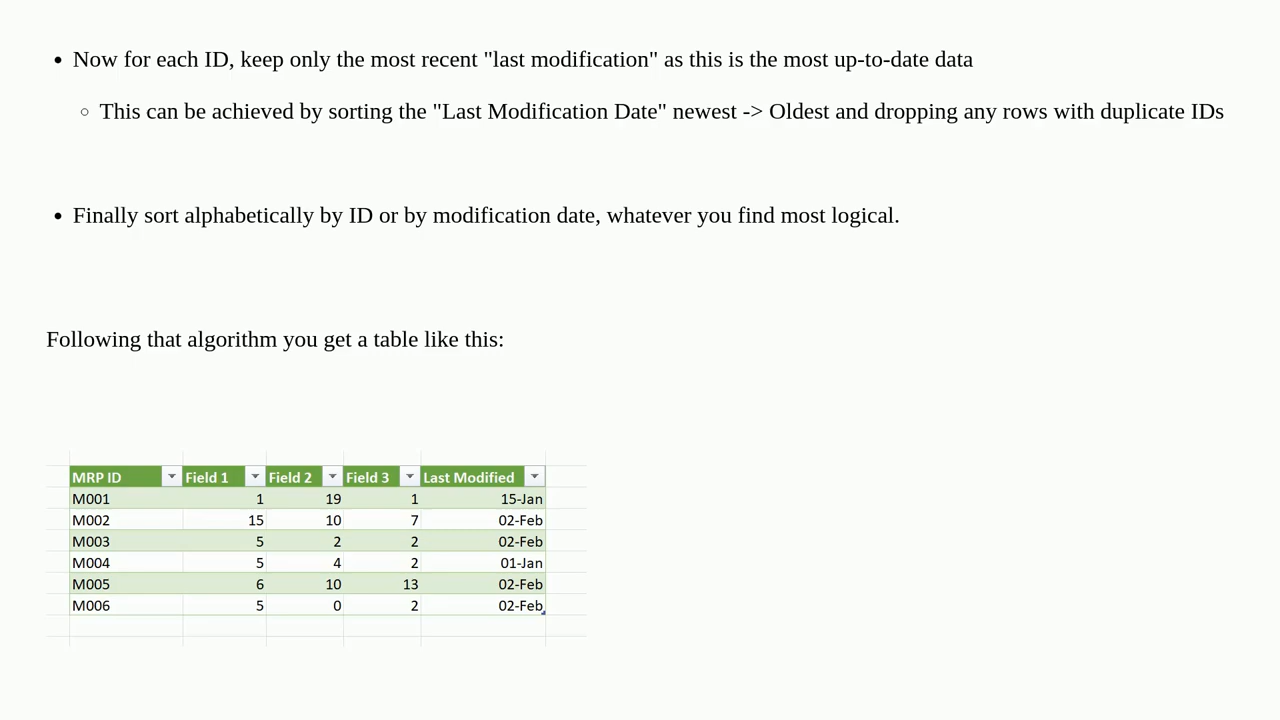 • Now for each ID, keep only the most recent "last modification" as this is the most up-to-date data
◦ This can be achieved by sorting the "Last Modification Date" newest -> Oldest and dropping any rows with duplicate IDs
• Finally sort alphabetically by ID or by modification date, whatever you find most logical.
Following that algorithm you get a table like this:
MRP ID Field 1 Field 2 Field 3 Last Modified
M001 1 19 1 15-Jan
M002 15 10 7 02-Feb
M003 5 2 2 02-Feb
M004 5 4 2 01-Jan
M005 6 10 13 02-Feb
M006 5 0 2 02-Feb